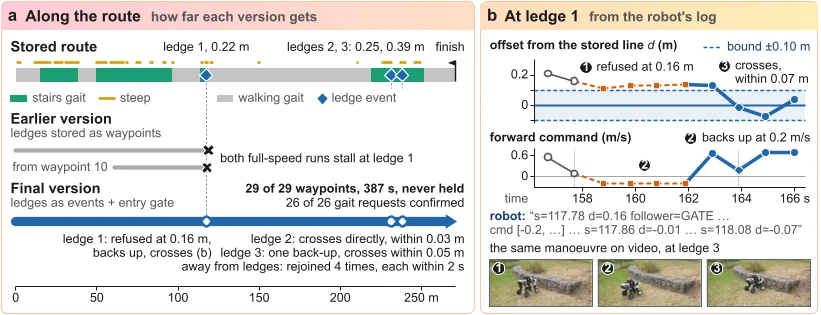 a Along the route how far each version gets
Stored route
ledge 1, 0.22 m
ledges 2, 3: 0.25, 0.39 m
finish
stairs gait
steep
walking gait
ledge event
Earlier version
ledges stored as waypoints
from waypoint 10
both full-speed runs stall at ledge 1
Final version
ledges as events + entry gate
29 of 29 waypoints, 387 s, never held
26 of 26 gait requests confirmed
ledge 1: refused at 0.16 m,
backs up, crosses (b)
ledge 2: crosses directly, within 0.03 m
ledge 3: one back-up, crosses within 0.05 m
away from ledges: rejoined 4 times, each within 2 s
0 50 100 150 200 250 m
b At ledge 1 from the robot's log
offset from the stored line d (m)
bound ±0.10 m
1 refused at 0.16 m
3 crosses,
within 0.07 m
0.2
0
forward command (m/s)
2 backs up at 0.2 m/s
0.6
0
2
time 158 160 162 164 166 s
robot: "s=117.78 d=0.16 follower=GATE …
cmd [-0.2, …] … s=117.86 d=-0.01 … s=118.08 d=-0.07"
the same manoeuvre on video, at ledge 3
1 2 3